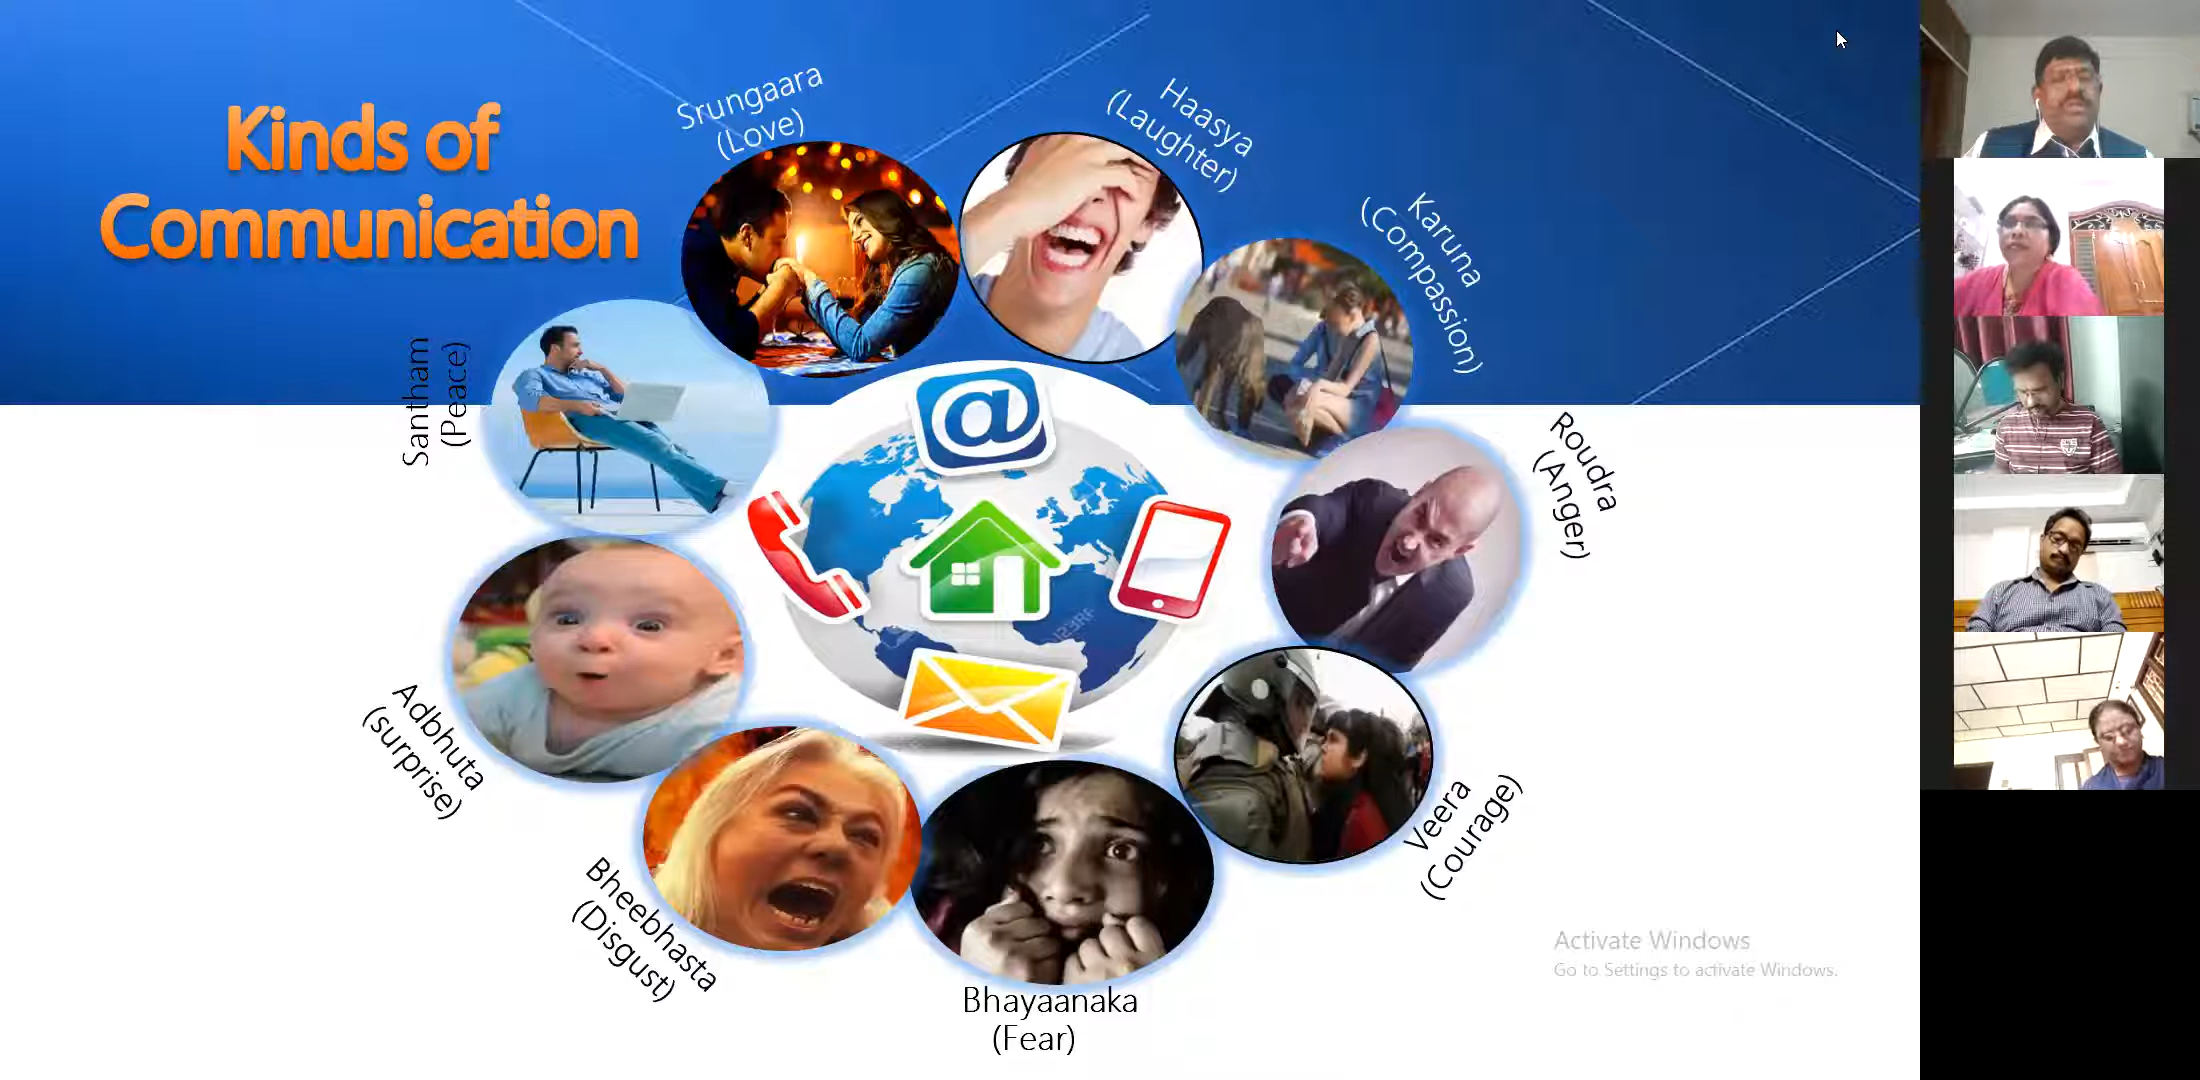 Kinds of
Communication
Srungaara
(Love)
Haasya
(Laughter)
Karuna
(Compassion)
Roudra
(Anger)
Veera
(Courage)
Bhayaanaka
(Fear)
Bheebhasta
(Disgust)
Adbhuta
(surprise)
Santham
(Peace)
@
123RF
Activate Windows
Go to Settings to activate Windows.